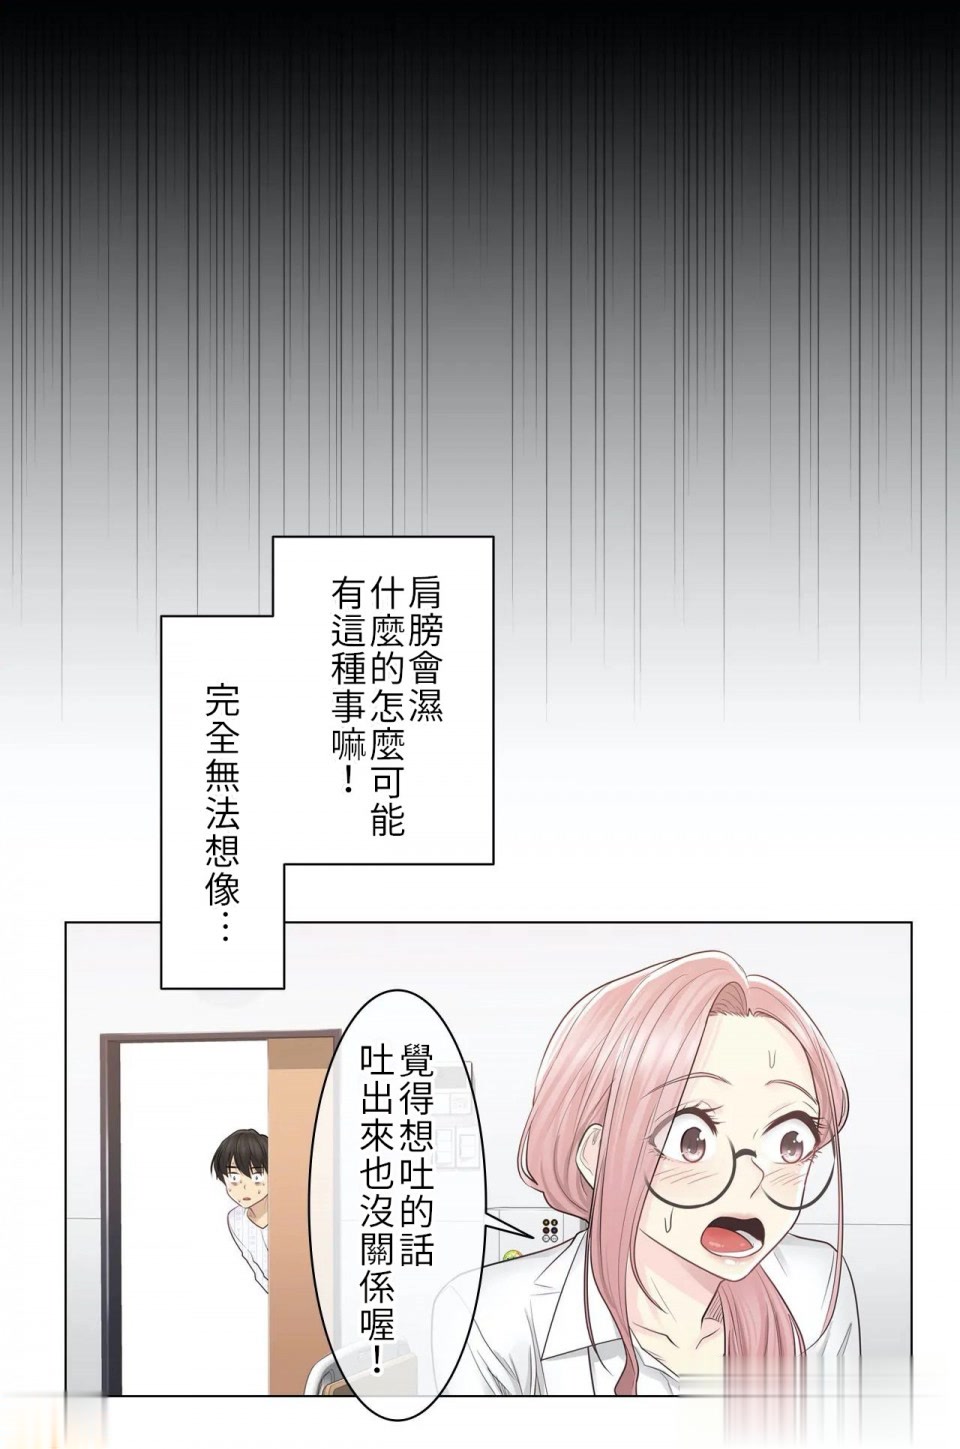 肩膀會濕
什麼的怎麼可能
有這種事嘛！
完全無法想像…
覺得想吐的話
吐出來也沒關係喔！